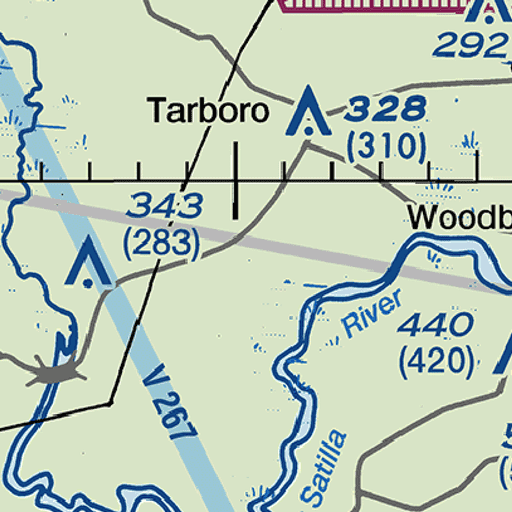 292
Tarboro
328
(310)
343
(283)
Woodb
River
440
(420)
V 267
Satilla